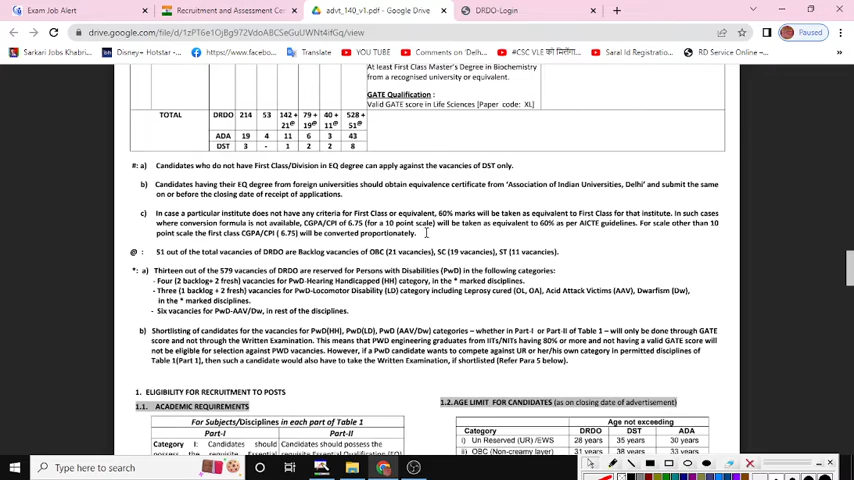 Exam Job Alert
Recruitment and Assessment Cen
advt_140_v1.pdf - Google Drive
DRDO-Login
drive.google.com/file/d/1zPT6e1OjBg972VdoABCSeGuUWNt4ifGq/view
Paused
Sarkari Jobs Khabri...
Disney+ Hotstar -...
https://www.facebo...
Translate
YOU TUBE
Comments on 'Delh...
#CSC VLE को मिलेंगा...
Saral Id Registratio...
RD Service Online -...
At least First Class Master's Degree in Biochemistry
from a recognised university or equivalent.
GATE Qualification :
Valid GATE score in Life Sciences [Paper code: XL]
TOTAL DRDO 214 53 142 + 21@ 79 + 19@ 40 + 11@ 528 + 51@
ADA 19 4 11 6 3 43
DST 3 - 1 2 2 8
#: a) Candidates who do not have First Class/Division in EQ degree can apply against the vacancies of DST only.
b) Candidates having their EQ degree from foreign universities should obtain equivalence certificate from 'Association of Indian Universities, Delhi' and submit the same
on or before the closing date of receipt of applications.
c) In case a particular institute does not have any criteria for First Class or equivalent, 60% marks will be taken as equivalent to First Class for that institute. In such cases
where conversion formula is not available, CGPA/CPI of 6.75 (for a 10 point scale) will be taken as equivalent to 60% as per AICTE guidelines. For scale other than 10
point scale the first class CGPA/CPI ( 6.75) will be converted proportionately.
@ : 51 out of the total vacancies of DRDO are Backlog vacancies of OBC (21 vacancies), SC (19 vacancies), ST (11 vacancies).
*: a) Thirteen out of the 579 vacancies of DRDO are reserved for Persons with Disabilities (PwD) in the following categories:
- Four (2 backlog+ 2 fresh) vacancies for PwD-Hearing Handicapped (HH) category, in the * marked disciplines.
- Three (1 backlog +2 fresh) vacancies for PwD-Locomotor Disability (LD) category including Leprosy cured (OL, OA), Acid Attack Victims (AAV), Dwarfism [Dw),
in the * marked disciplines.
- Six vacancies for PwD-AAV/Dw, in rest of the disciplines.
b) Shortlisting of candidates for the vacancies for PwD(HH), PwD(LD), PwD (AAV/Dw) categories – whether in Part-I or Part-II of Table 1 – will only be done through GATE
score and not through the Written Examination. This means that PWD engineering graduates from IITs/NITs having 80% or more and not having a valid GATE score will
not be eligible for selection against PWD vacancies. However, if a PwD candidate wants to compete against UR or her/his own category in permitted disciplines of
Table 1(Part 1), then such a candidate would also have to take the Written Examination, if shortlisted (Refer Para 5 below).
1. ELIGIBILITY FOR RECRUITMENT TO POSTS
1.1. ACADEMIC REQUIREMENTS
For Subjects/Disciplines in each part of Table 1
Part-I Part-II
Category I: Candidates should
possess the requisite Essential
Candidates should possess the
requisite Essential Qualification (EQ)
1.2.AGE LIMIT FOR CANDIDATES (as on closing date of advertisement)
Age not exceeding
Category DRDO DST ADA
i) Un Reserved (UR) /EWS 28 years 35 years 30 years
ii) OBC (Non-creamy layer) 31 years 38 years 33 years
Type here to search